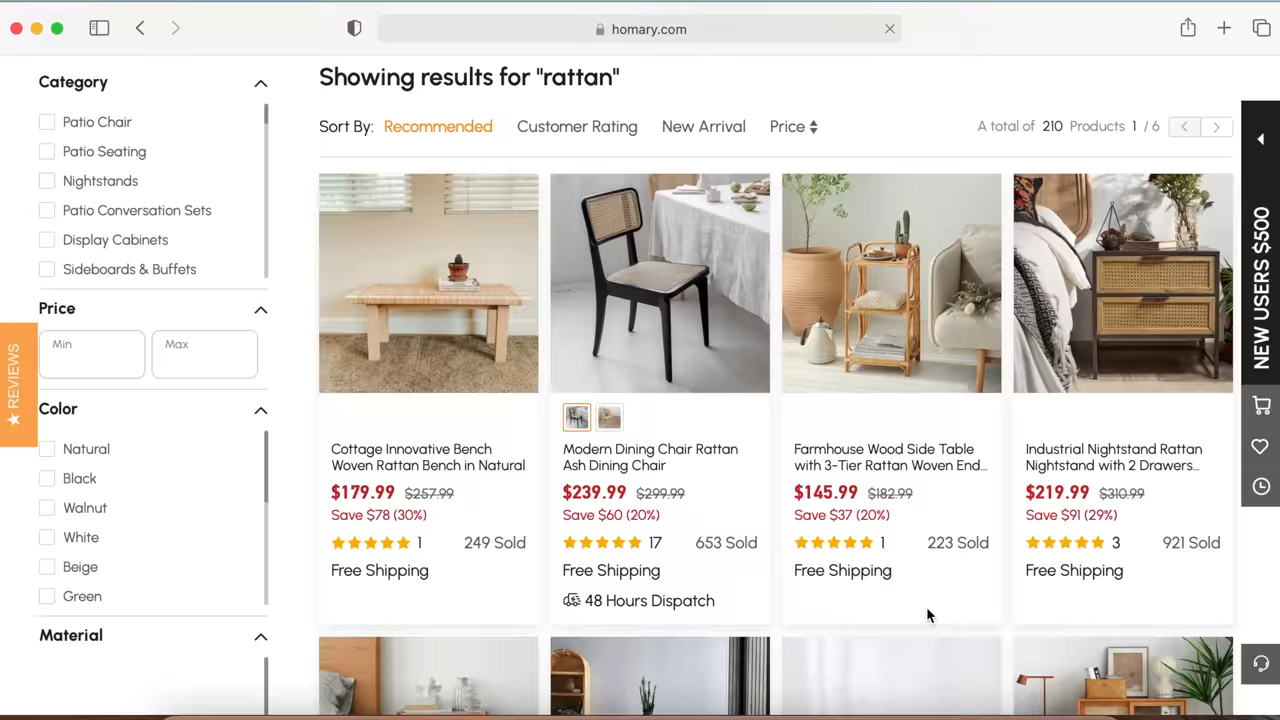 homary.com
Category
Patio Chair
Patio Seating
Nightstands
Patio Conversation Sets
Display Cabinets
Sideboards & Buffets
Price
Min
Max
Color
Natural
Black
Walnut
White
Beige
Green
Material
★ REVIEWS
Showing results for "rattan"
Sort By: Recommended Customer Rating New Arrival Price
A total of 210 Products 1 / 6
Cottage Innovative Bench
Woven Rattan Bench in Natural
$179.99 $257.99
Save $78 (30%)
1 249 Sold
Free Shipping
Modern Dining Chair Rattan
Ash Dining Chair
$239.99 $299.99
Save $60 (20%)
17 653 Sold
Free Shipping
48 Hours Dispatch
Farmhouse Wood Side Table
with 3-Tier Rattan Woven End...
$145.99 $182.99
Save $37 (20%)
1 223 Sold
Free Shipping
Industrial Nightstand Rattan
Nightstand with 2 Drawers...
$219.99 $310.99
Save $91 (29%)
3 921 Sold
Free Shipping
NEW USERS $500